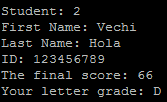 Student: 2
First Name: Vechi
Last Name: Hola
ID: 123456789
The final score: 66
Your letter grade: D